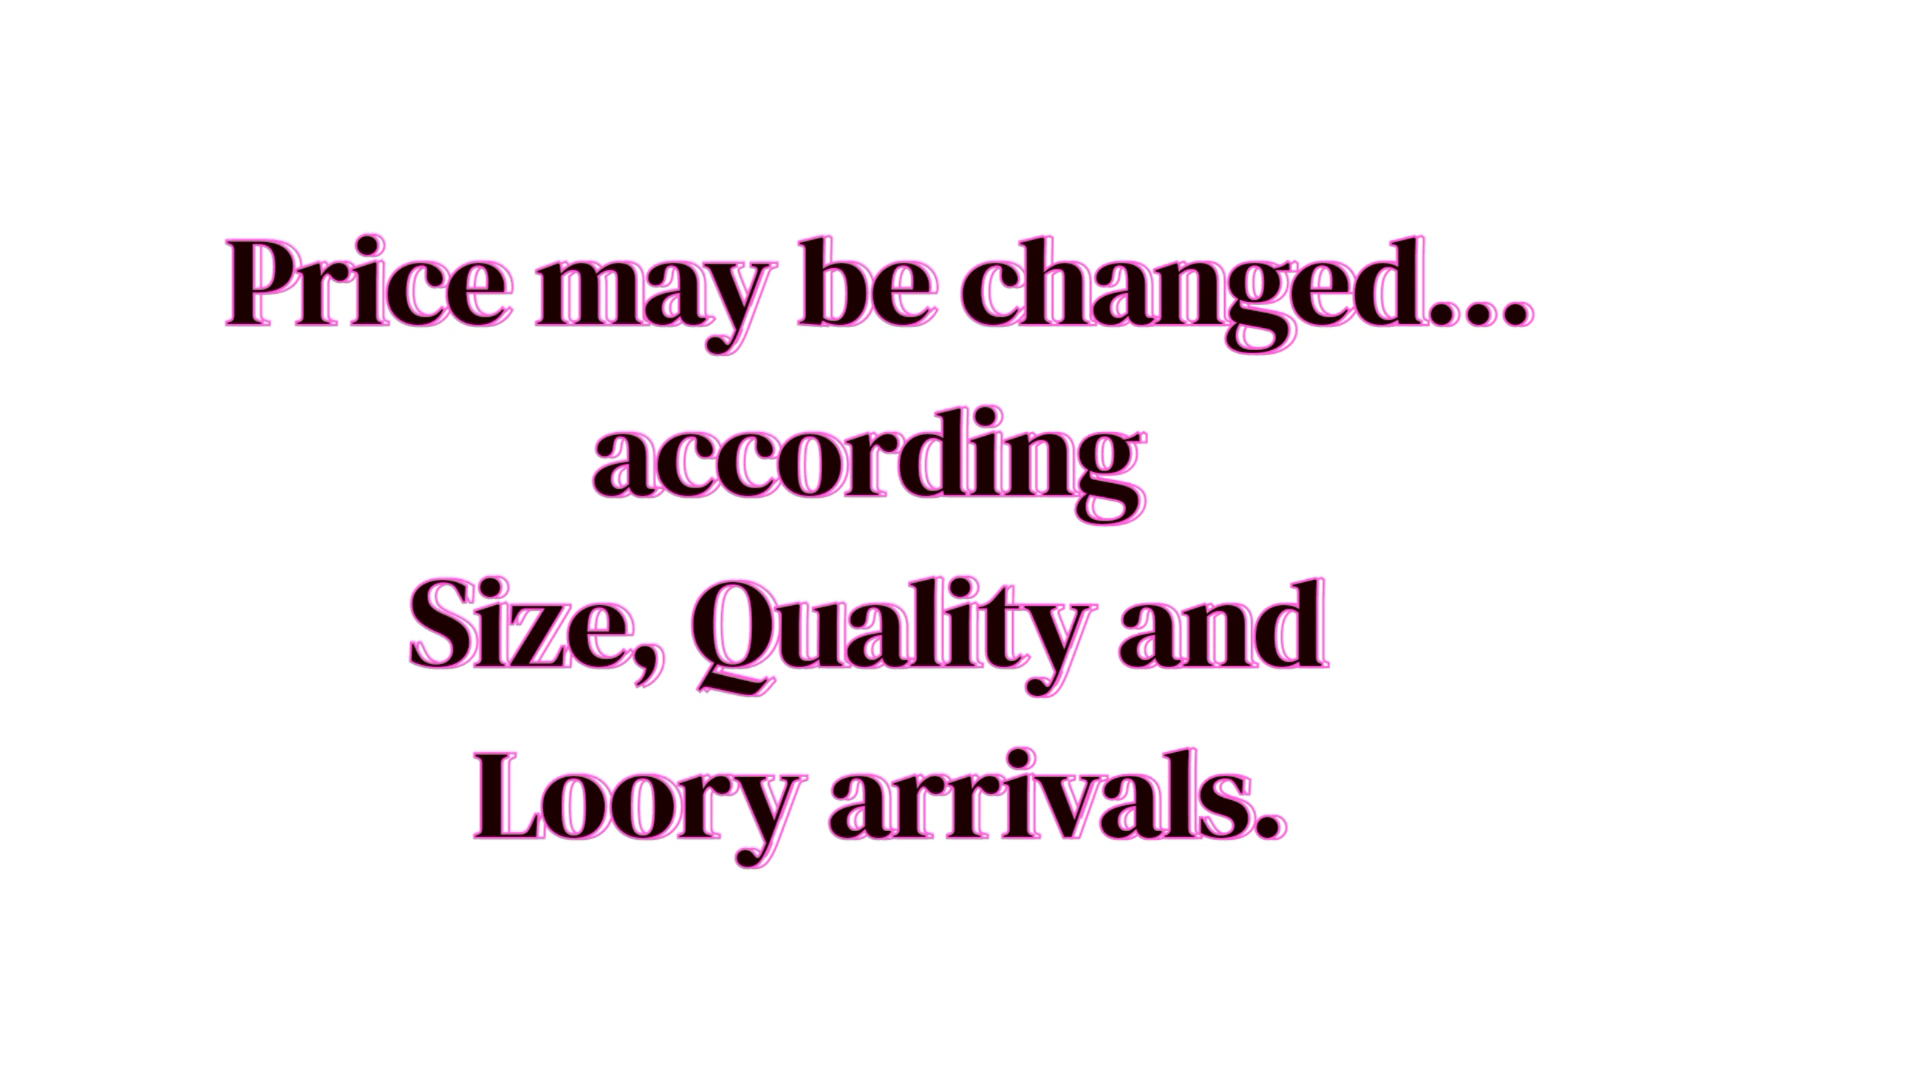 Price may be changed...
according
Size, Quality and
Loory arrivals.